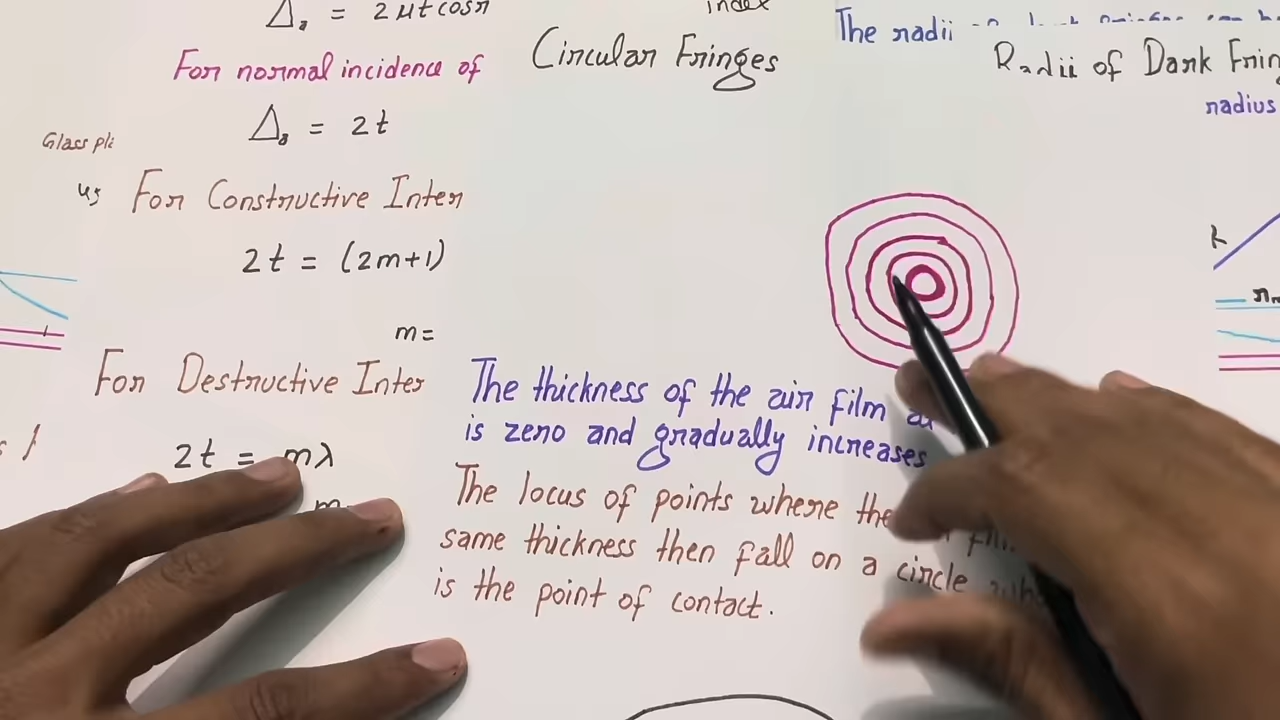 Δ₂ = 2μt cosr
For normal incidence of
Δ₂ = 2t
Glass pl
us
For Constructive Inter
2t = (2m+1)
m =
For Destructive Inter
2t = mλ
m
index
Circular Fringes
The thickness of the air film
is zero and gradually increases
The locus of points where the
same thickness then fall on a circle
is the point of contact.
The radii
Radii of Dark Frin
radius
R